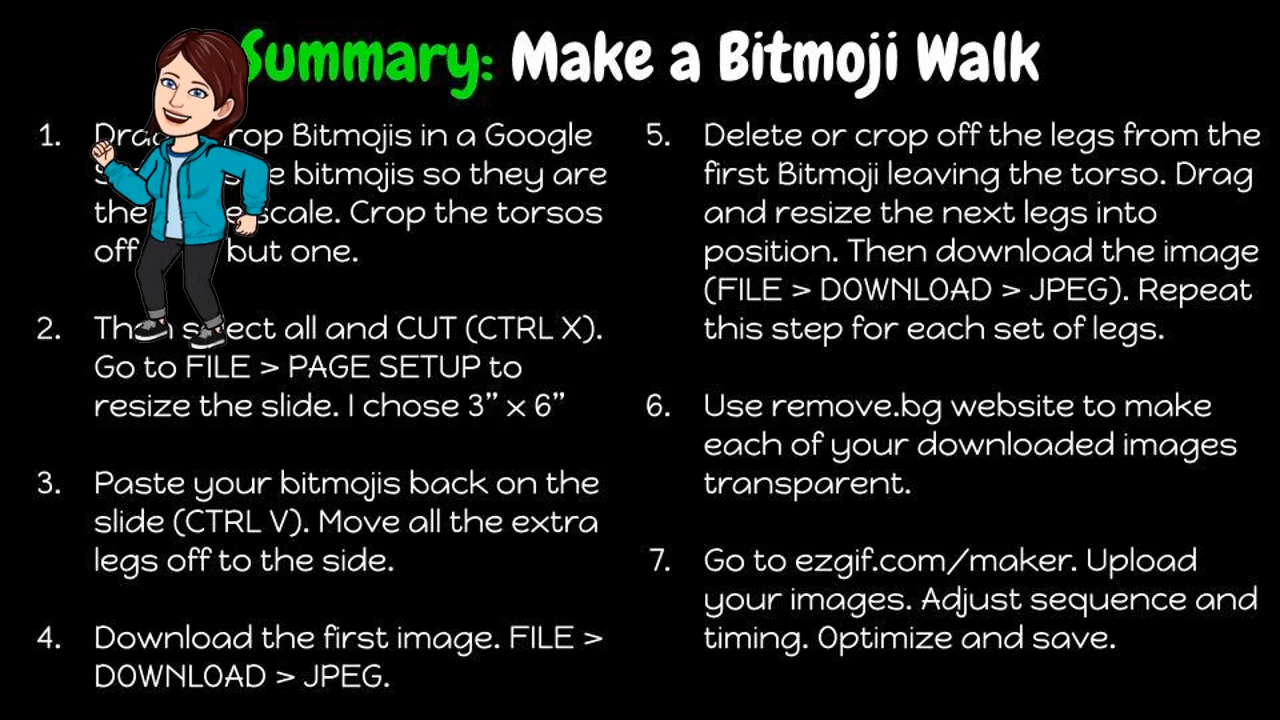 Summary: Make a Bitmoji Walk
1. Bitmojis in a Google
bitmojis so they are
the scale. Crop the torsos
off but one.
2. all and CUT (CTRL X).
Go to FILE > PAGE SETUP to
resize the slide. I chose 3” x 6”
3. Paste your bitmojis back on the
slide (CTRL V). Move all the extra
legs off to the side.
4. Download the first image. FILE >
DOWNLOAD > JPEG.
5. Delete or crop off the legs from the
first Bitmoji leaving the torso. Drag
and resize the next legs into
position. Then download the image
(FILE > DOWNLOAD > JPEG). Repeat
this step for each set of legs.
6. Use remove.bg website to make
each of your downloaded images
transparent.
7. Go to ezgif.com/maker. Upload
your images. Adjust sequence and
timing. Optimize and save.